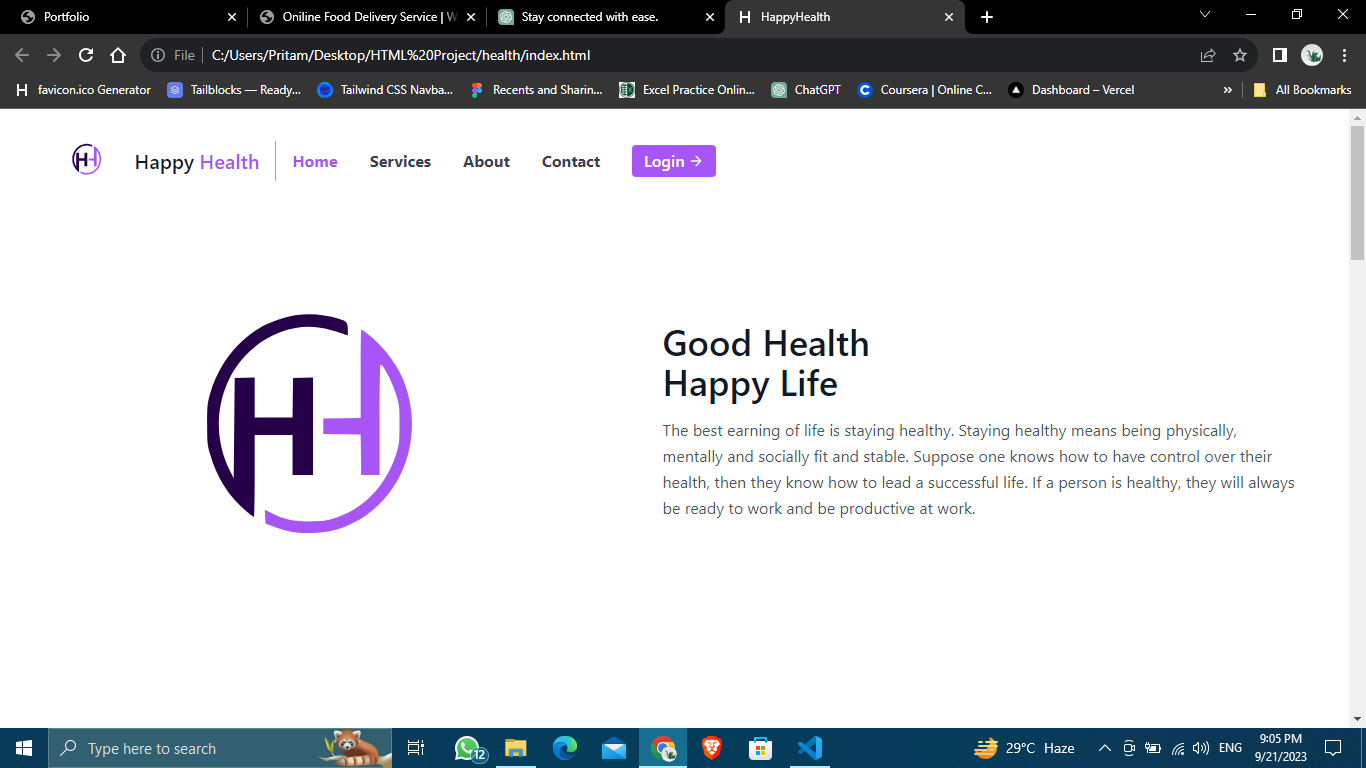 Portfolio
Oniline Food Delivery Service | W
Stay connected with ease.
HappyHealth
File
C:/Users/Pritam/Desktop/HTML%20Project/health/index.html
favicon.ico Generator
Tailblocks — Ready...
Tailwind CSS Navba...
Recents and Sharin...
Excel Practice Onlin...
ChatGPT
Coursera | Online C...
Dashboard – Vercel
»
All Bookmarks
HH
Happy Health
Home
Services
About
Contact
Login →
HH
Good Health
Happy Life
The best earning of life is staying healthy. Staying healthy means being physically,
mentally and socially fit and stable. Suppose one knows how to have control over their
health, then they know how to lead a successful life. If a person is healthy, they will always
be ready to work and be productive at work.
Type here to search
12
29°C Haze
ENG
9:05 PM
9/21/2023